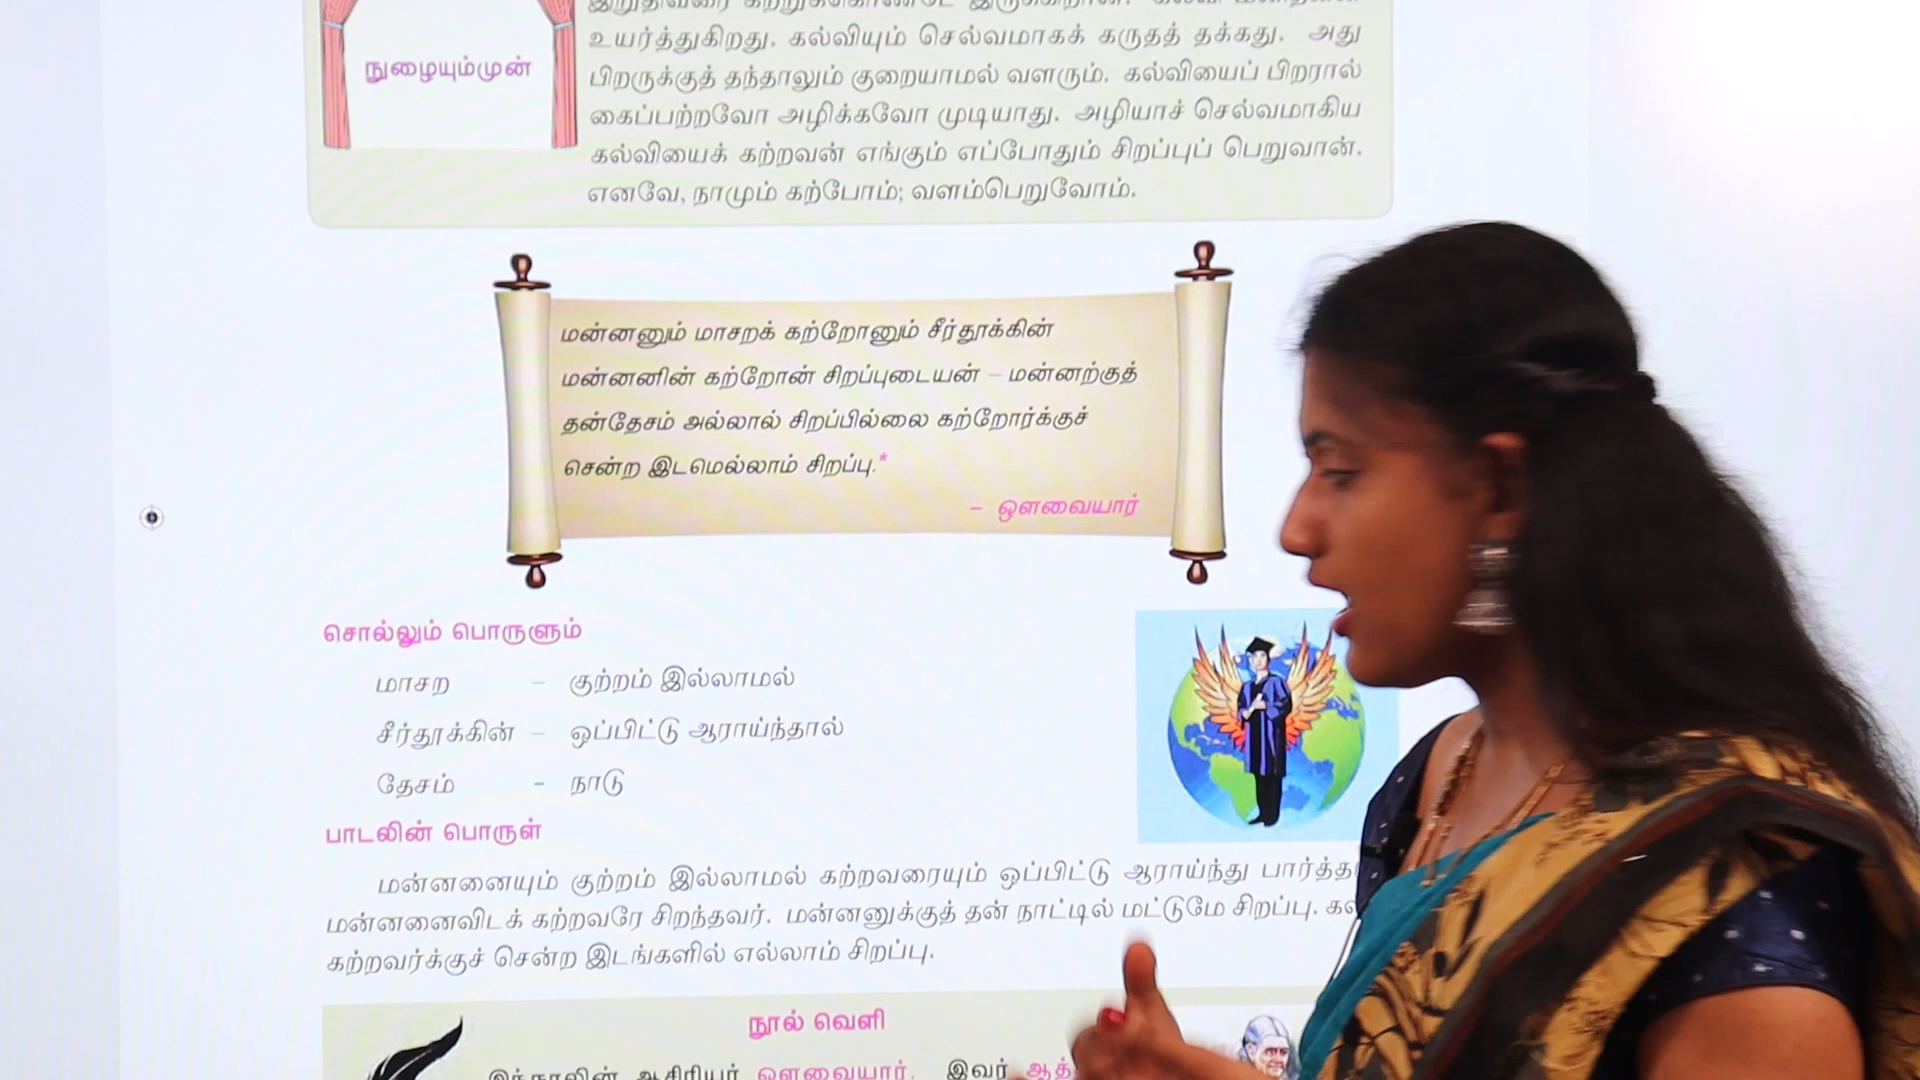 நுழையும்முன்
உயர்த்துகிறது. கல்வியும் செல்வமாகக் கருதத் தக்கது. அது
பிறருக்குத் தந்தாலும் குறையாமல் வளரும். கல்வியைப் பிறரால்
கைப்பற்றவோ அழிக்கவோ முடியாது. அழியாச் செல்வமாகிய
கல்வியைக் கற்றவன் எங்கும் எப்போதும் சிறப்புப் பெறுவான்.
எனவே, நாமும் கற்போம்; வளம்பெறுவோம்.
மன்னனும் மாசறக் கற்றோனும் சீர்தூக்கின்
மன்னனின் கற்றோன் சிறப்புடையன் – மன்னற்குத்
தன்தேசம் அல்லால் சிறப்பில்லை கற்றோர்க்குச்
சென்ற இடமெல்லாம் சிறப்பு.*
– ஔவையார்
சொல்லும் பொருளும்
மாசற – குற்றம் இல்லாமல்
சீர்தூக்கின் – ஒப்பிட்டு ஆராய்ந்தால்
தேசம் - நாடு
பாடலின் பொருள்
மன்னனையும் குற்றம் இல்லாமல் கற்றவரையும் ஒப்பிட்டு ஆராய்ந்து
மன்னனைவிடக் கற்றவரே சிறந்தவர். மன்னனுக்குத் தன் நாட்டில் மட்டுமே சிறப்பு.
கற்றவர்க்குச் சென்ற இடங்களில் எல்லாம் சிறப்பு.
நூல் வெளி
இந்நூலின் ஆசிரியர் ஔவையார். இவர்